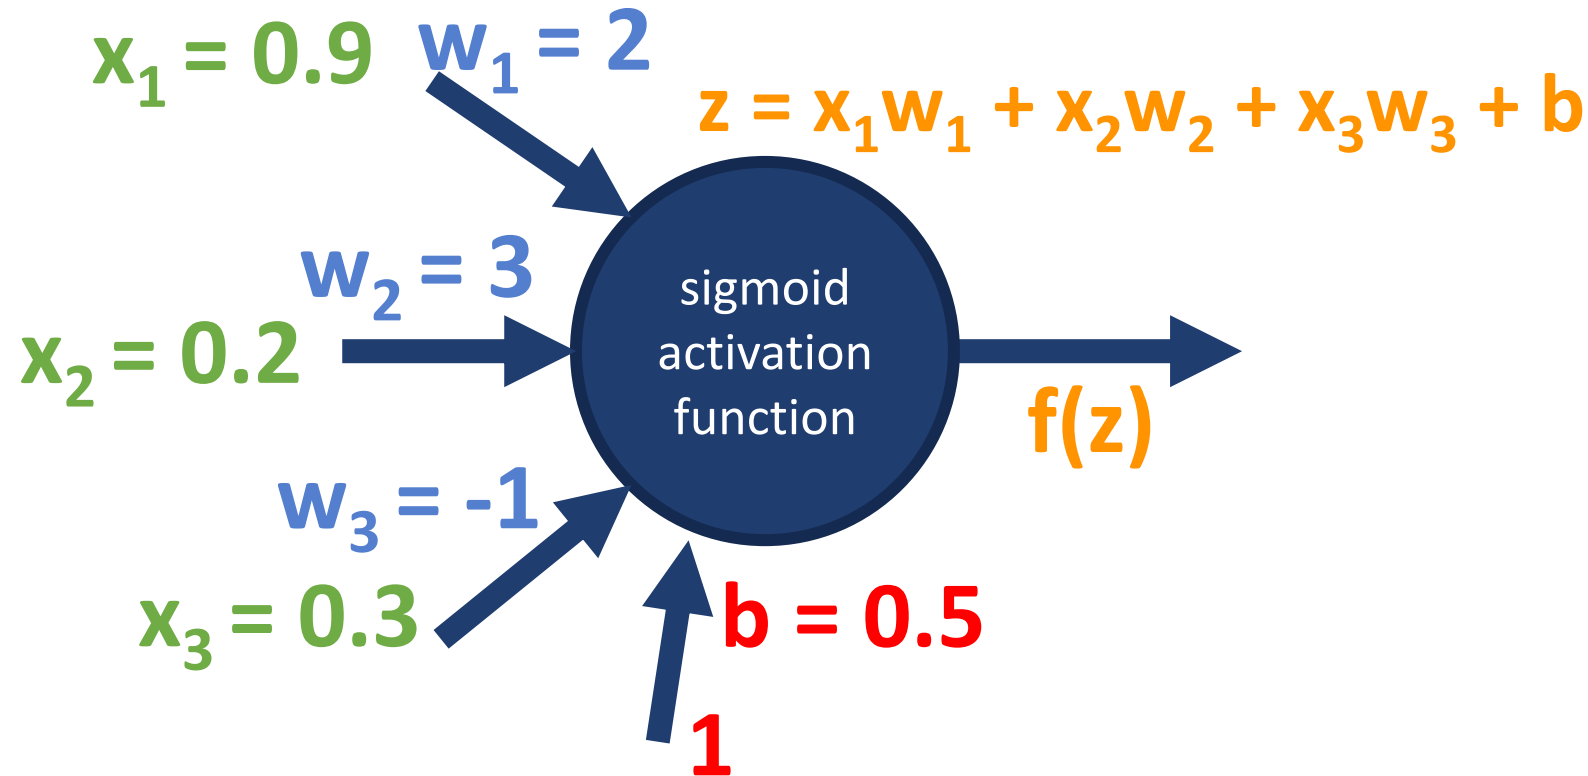 x₁ = 0.9
w₁ = 2
z = x₁w₁ + x₂w₂ + x₃w₃ + b
w₂ = 3
x₂ = 0.2
sigmoid
activation
function
f(z)
w₃ = -1
x₃ = 0.3
b = 0.5
1